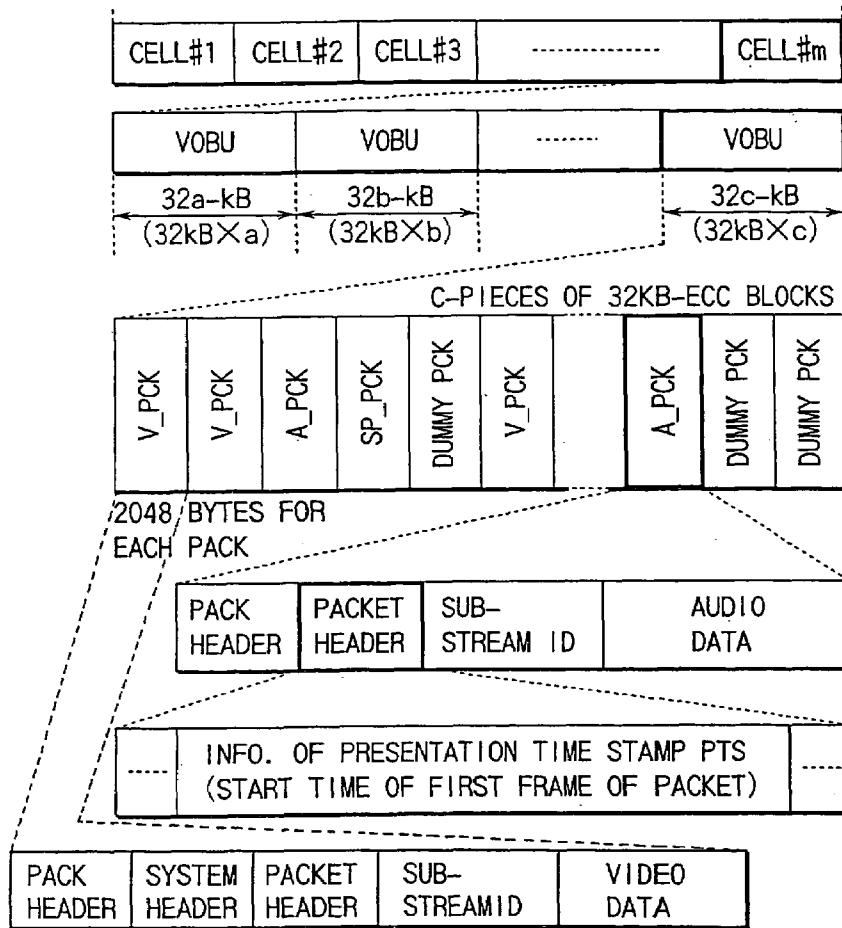 CELL#1 CELL#2 CELL#3 CELL#m
VOBU VOBU VOBU
32a-kB 32b-kB 32c-kB
(32kB×a) (32kB×b) (32kB×c)
C-PIECES OF 32KB-ECC BLOCKS
V_PCK V_PCK A_PCK SP_PCK DUMMY PCK V_PCK A_PCK DUMMY PCK DUMMY PCK
2048 BYTES FOR
EACH PACK
PACK PACKET SUB- AUDIO
HEADER HEADER STREAM ID DATA
INFO. OF PRESENTATION TIME STAMP PTS
(START TIME OF FIRST FRAME OF PACKET)
PACK SYSTEM PACKET SUB- VIDEO
HEADER HEADER HEADER STREAMID DATA